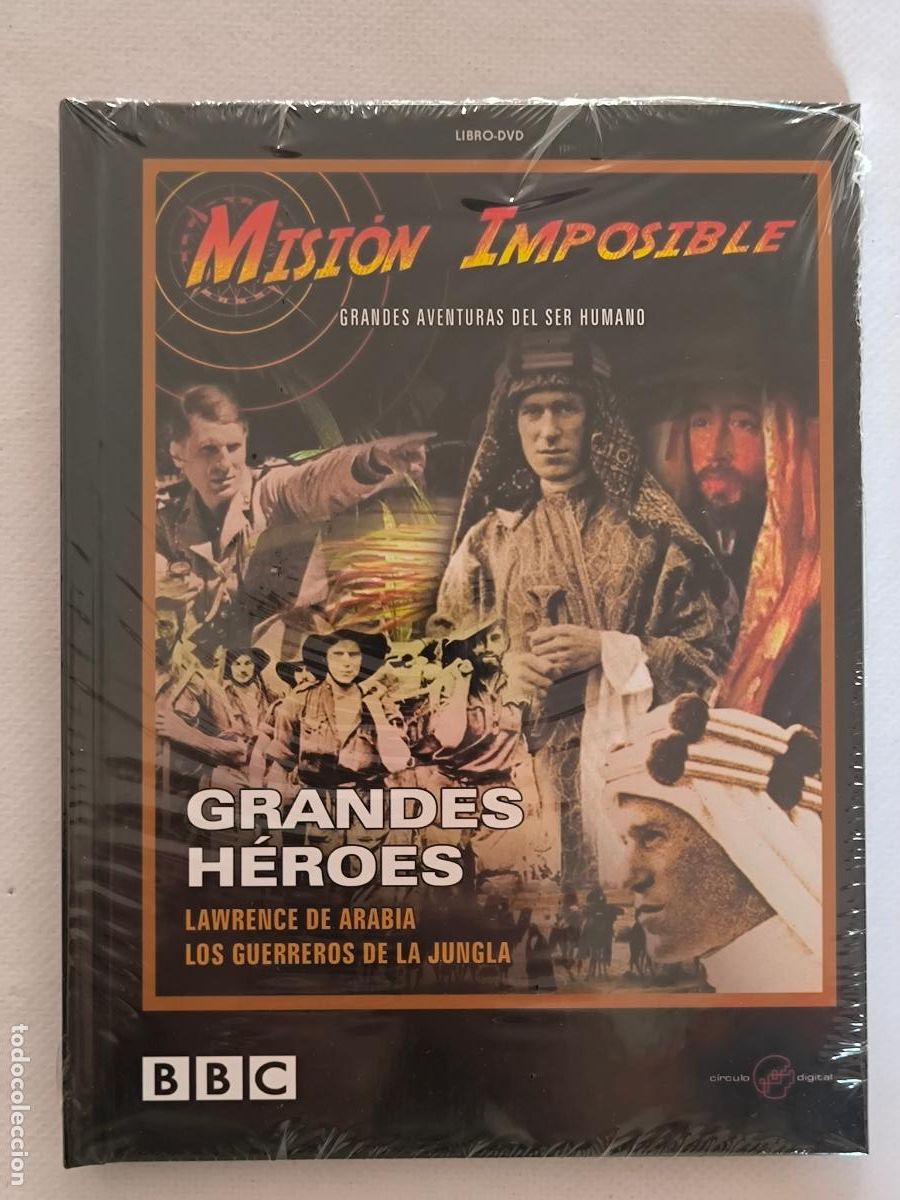 LIBRO-DVD
MISIÓN IMPOSIBLE
GRANDES AVENTURAS DEL SER HUMANO
GRANDES
HÉROES
LAWRENCE DE ARABIA
LOS GUERREROS DE LA JUNGLA
BBC
círculo digital
todocoleccion